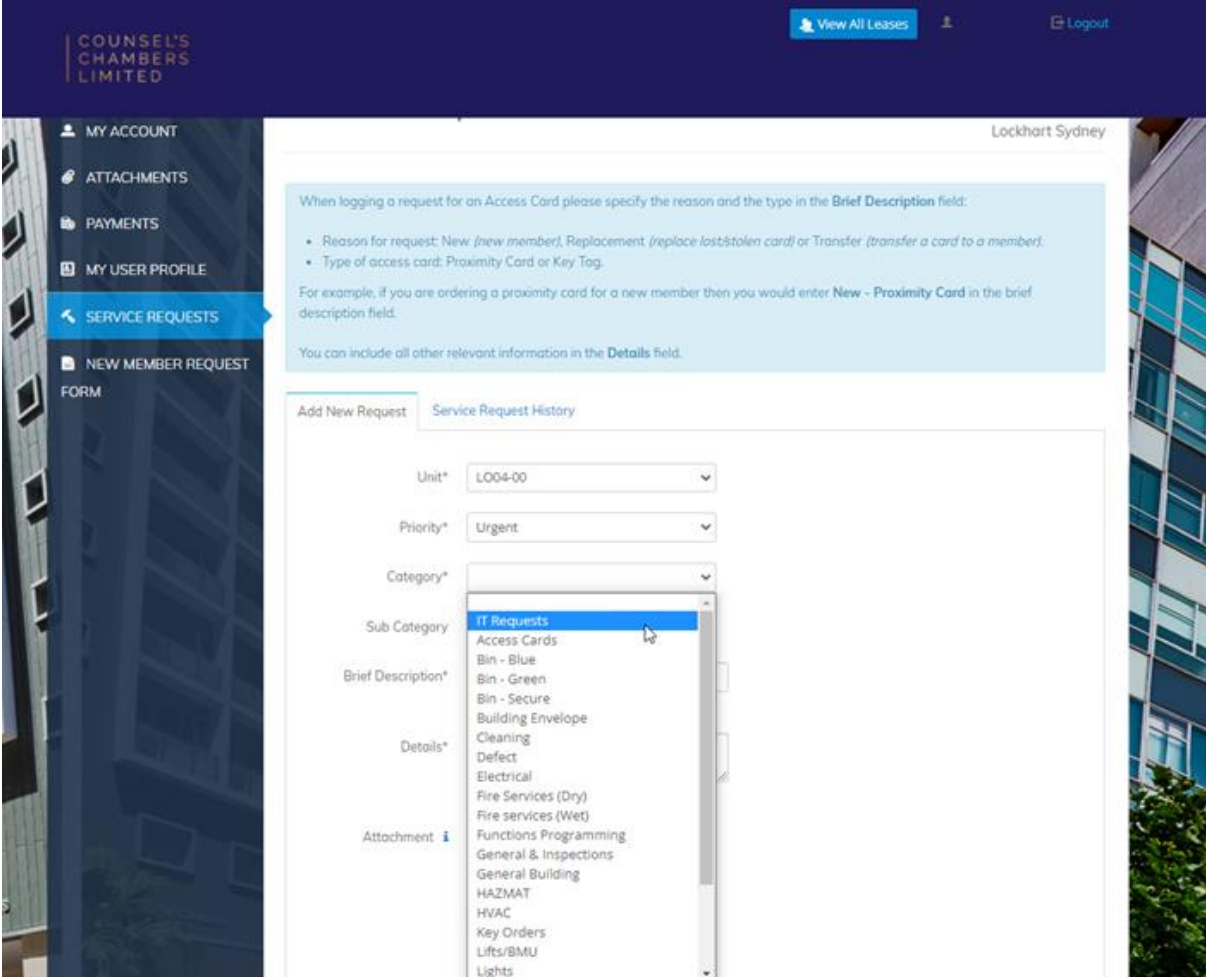 COUNSEL'S
CHAMBERS
LIMITED
View All Leases
Logout
MY ACCOUNT
ATTACHMENTS
PAYMENTS
MY USER PROFILE
SERVICE REQUESTS
NEW MEMBER REQUEST
FORM
Lockhart Sydney
When logging a request for an Access Card please specify the reason and the type in the Brief Description field:
• Reason for request: New (new member), Replacement (replace lost/stolen card) or Transfer (transfer a card to a member).
• Type of access card: Proximity Card or Key Tag.
For example, if you are ordering a proximity card for a new member then you would enter New - Proximity Card in the brief
description field.
You can include all other relevant information in the Details field.
Add New Request
Service Request History
Unit*
LO04-00
Priority*
Urgent
Category*
Sub Category
Brief Description*
Details*
Attachment i
IT Requests
Access Cards
Bin - Blue
Bin - Green
Bin - Secure
Building Envelope
Cleaning
Defect
Electrical
Fire Services (Dry)
Fire services (Wet)
Functions Programming
General & Inspections
General Building
HAZMAT
HVAC
Key Orders
Lifts/BMU
Lights